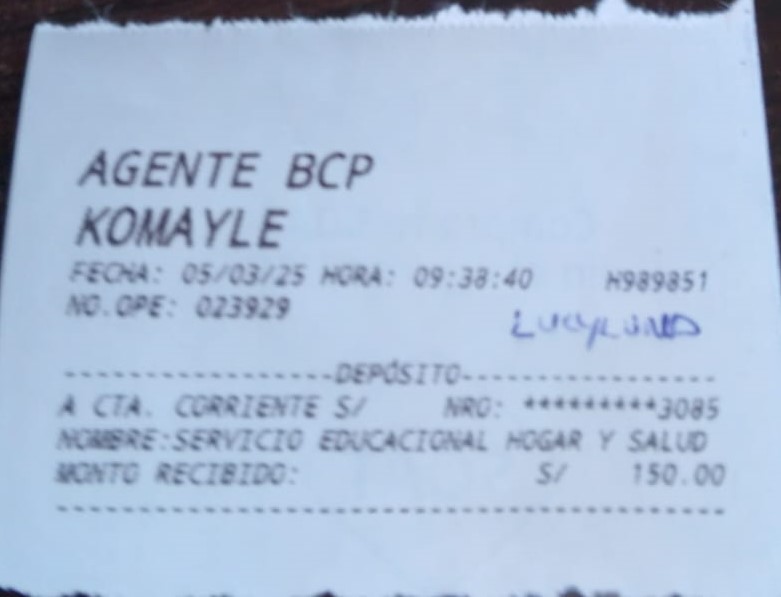 AGENTE BCP
KOMAYLE
FECHA: 05/03/25 HORA: 09:38:40 H989851
NO.OPE: 023929
-----------------DEPÓSITO-----------------
A CTA. CORRIENTE S/ NRO: *********3085
NOMBRE:SERVICIO EDUCACIONAL HOGAR Y SALUD
MONTO RECIBIDO: S/ 150.00